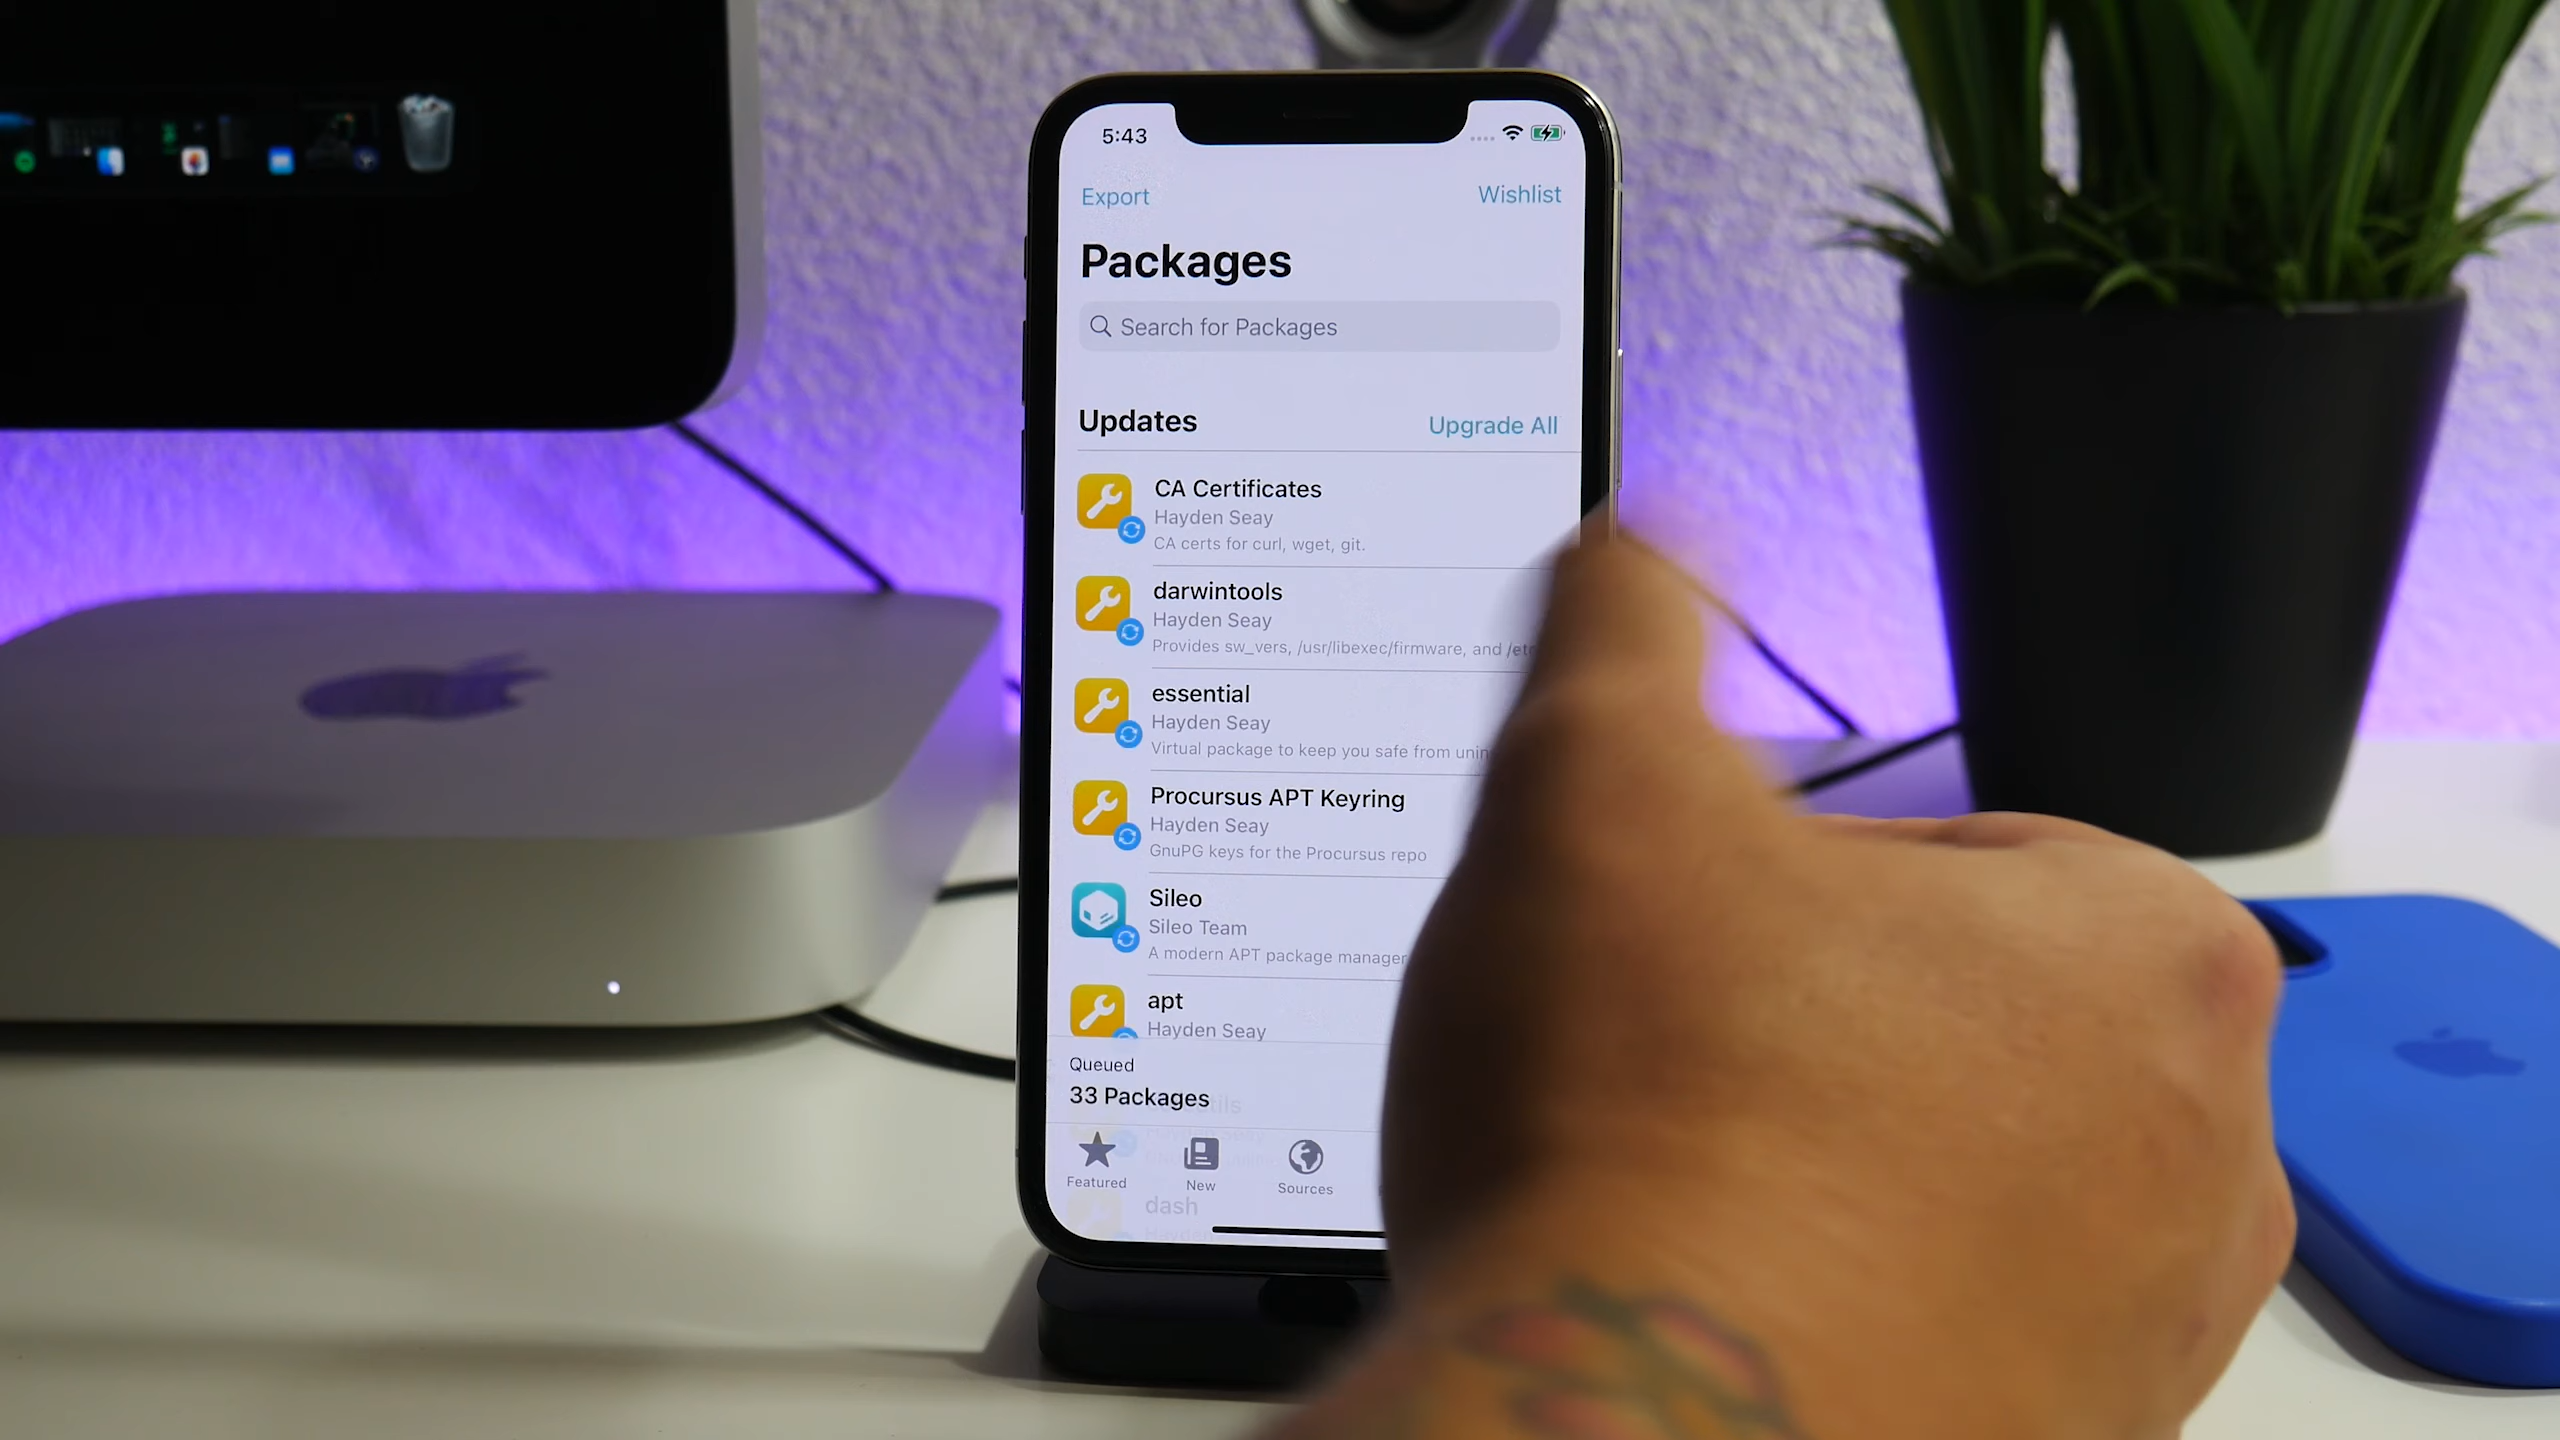 5:43
Export
Wishlist
Packages
Search for Packages
Updates
Upgrade All
CA Certificates
Hayden Seay
CA certs for curl, wget, git.
darwintools
Hayden Seay
Provides sw_vers, /usr/libexec/firmware, and
essential
Hayden Seay
Virtual package to keep you safe from
Procursus APT Keyring
Hayden Seay
GnuPG keys for the Procursus repo
Sileo
Sileo Team
A modern APT package manager
apt
Hayden Seay
Queued
33 Packages
Featured
New
Sources
dash
Hayden